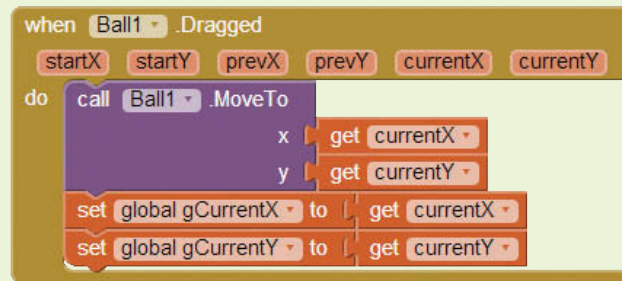 when Ball1 .Dragged
startX startY prevX prevY currentX currentY
do call Ball1 .MoveTo
x get currentX
y get currentY
set global gCurrentX to get currentX
set global gCurrentY to get currentY